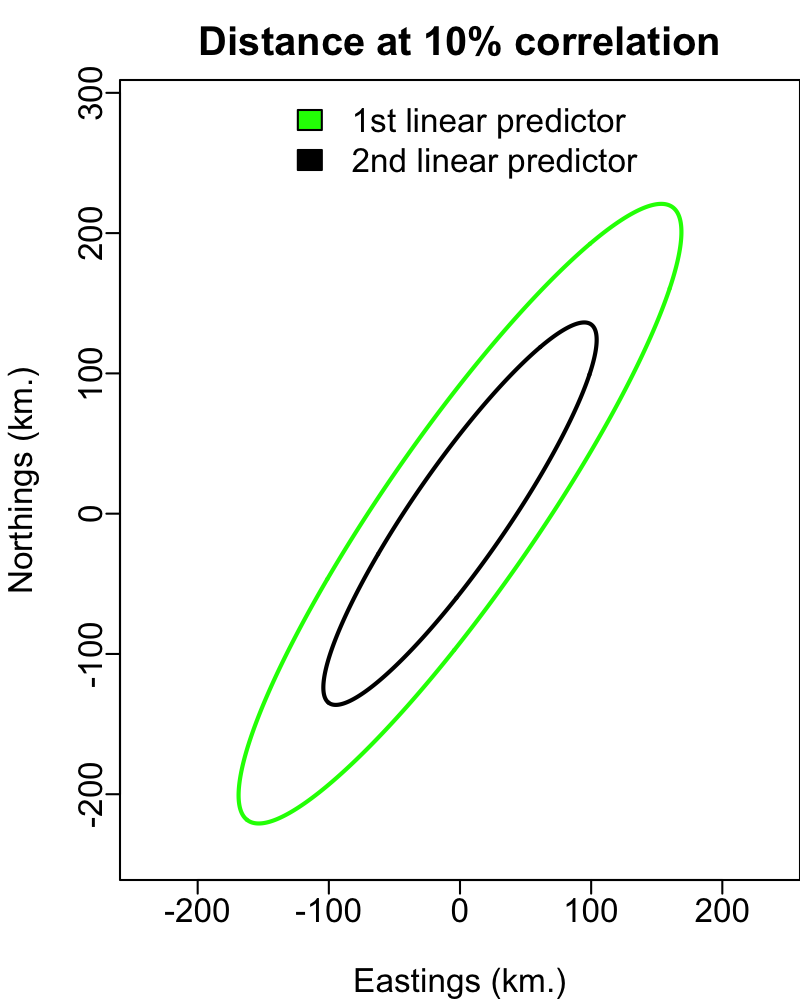 Distance at 10% correlation
1st linear predictor
2nd linear predictor
300
200
100
0
-100
-200
Northings (km.)
-200 -100 0 100 200
Eastings (km.)